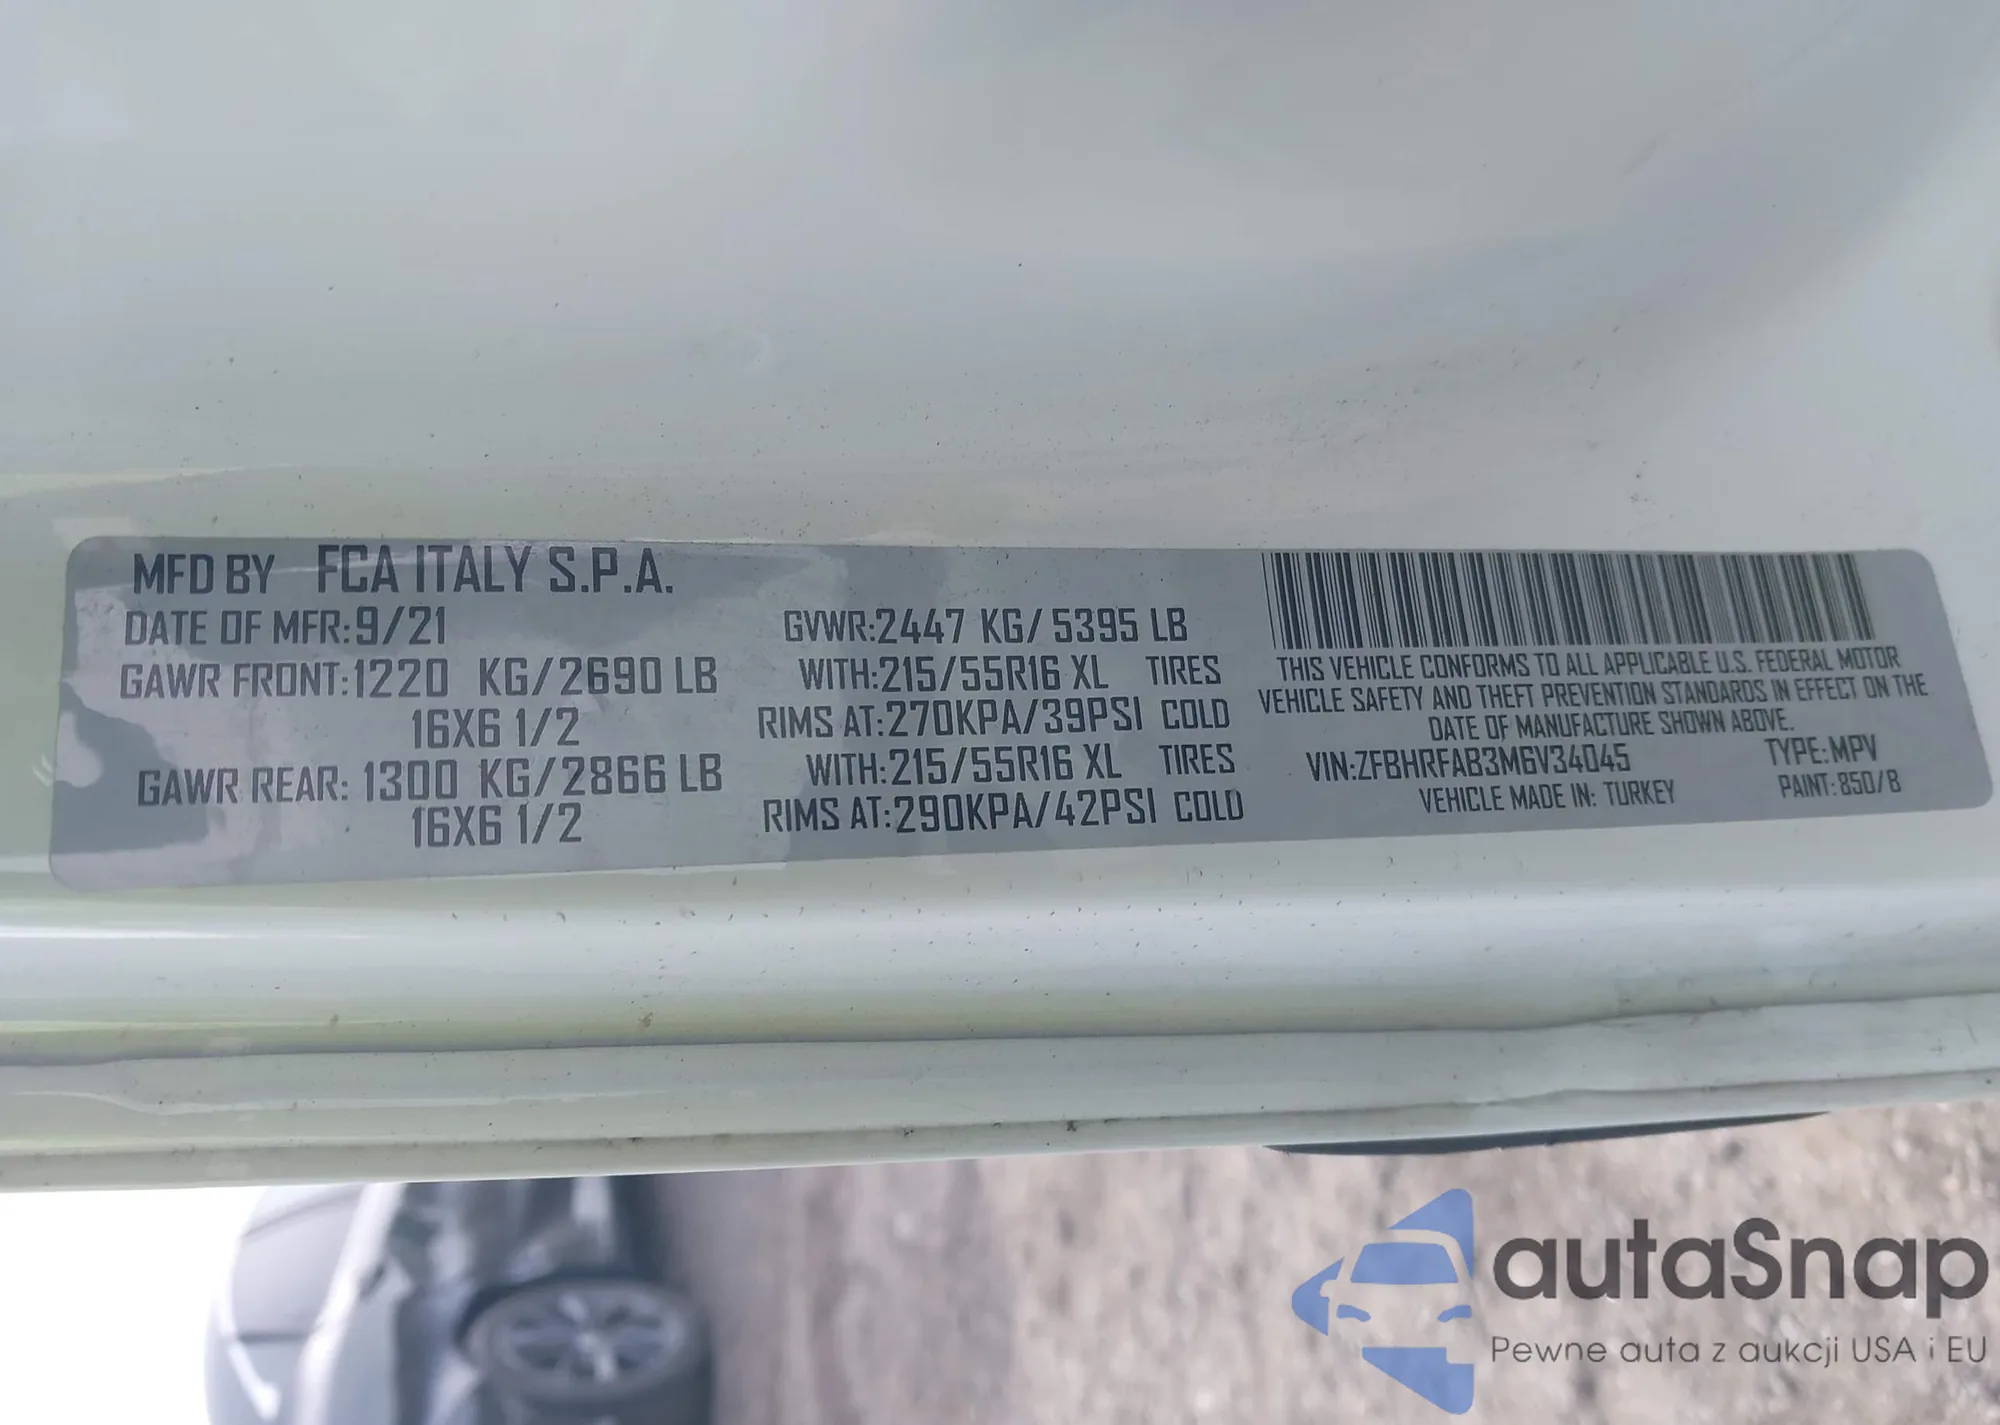 MFD BY FCA ITALY S.P.A.
DATE OF MFR:9/21
GAWR FRONT:1220 KG/2690 LB
16X6 1/2
GAWR REAR: 1300 KG/2866 LB
16X6 1/2
GVWR:2447 KG/5395 LB
WITH:215/55R16 XL TIRES
RIMS AT:270KPA/39PSI COLD
WITH:215/55R16 XL TIRES
RIMS AT:290KPA/42PSI COLD
THIS VEHICLE CONFORMS TO ALL APPLICABLE U.S. FEDERAL MOTOR
VEHICLE SAFETY AND THEFT PREVENTION STANDARDS IN EFFECT ON THE
DATE OF MANUFACTURE SHOWN ABOVE.
VIN:ZFBHRFAB3M6V34045 TYPE:MPV
VEHICLE MADE IN: TURKEY PAINT:850/8
autaSnap
Pewne auta z aukcji USA i EU